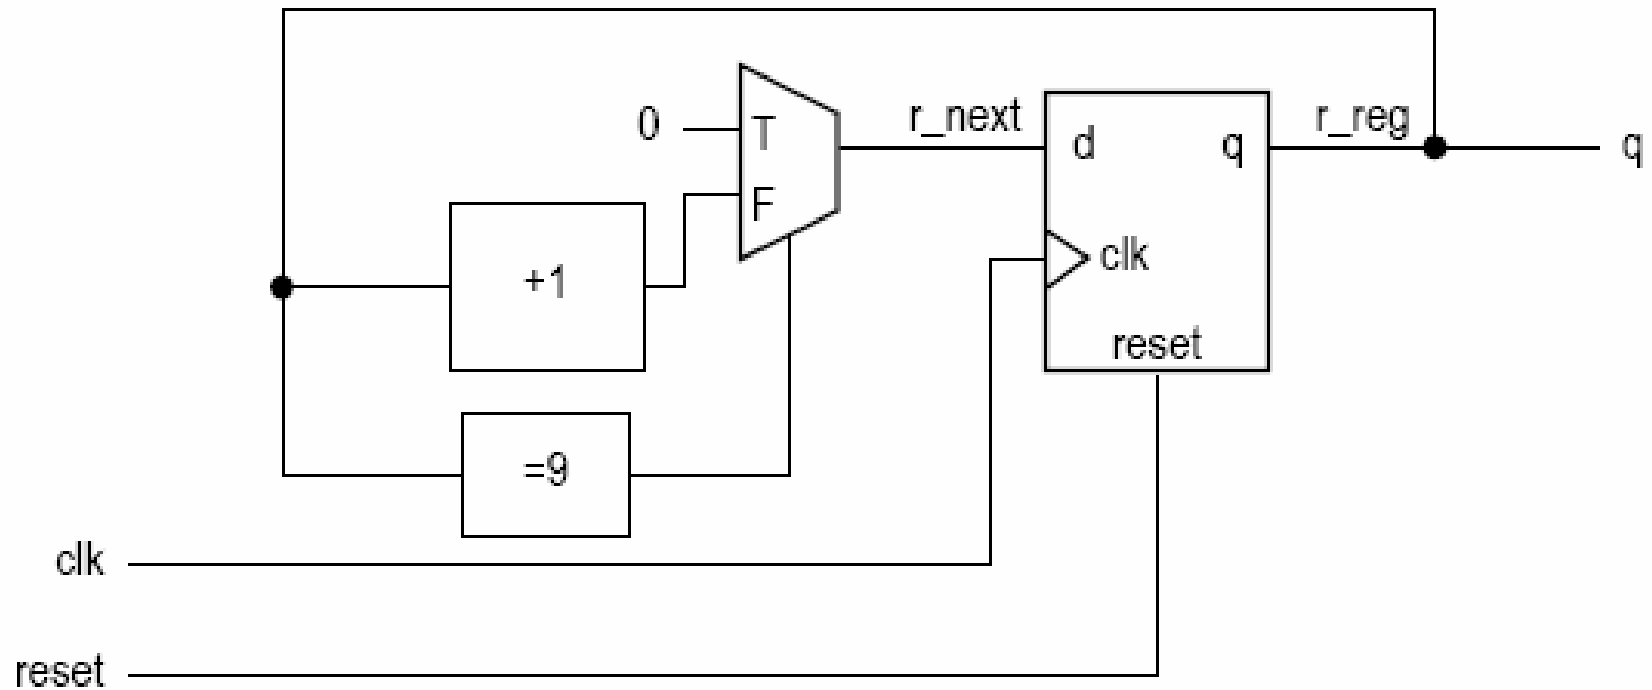 0
T
F
r_next
d
q
r_reg
q
+1
clk
reset
=9
clk
reset